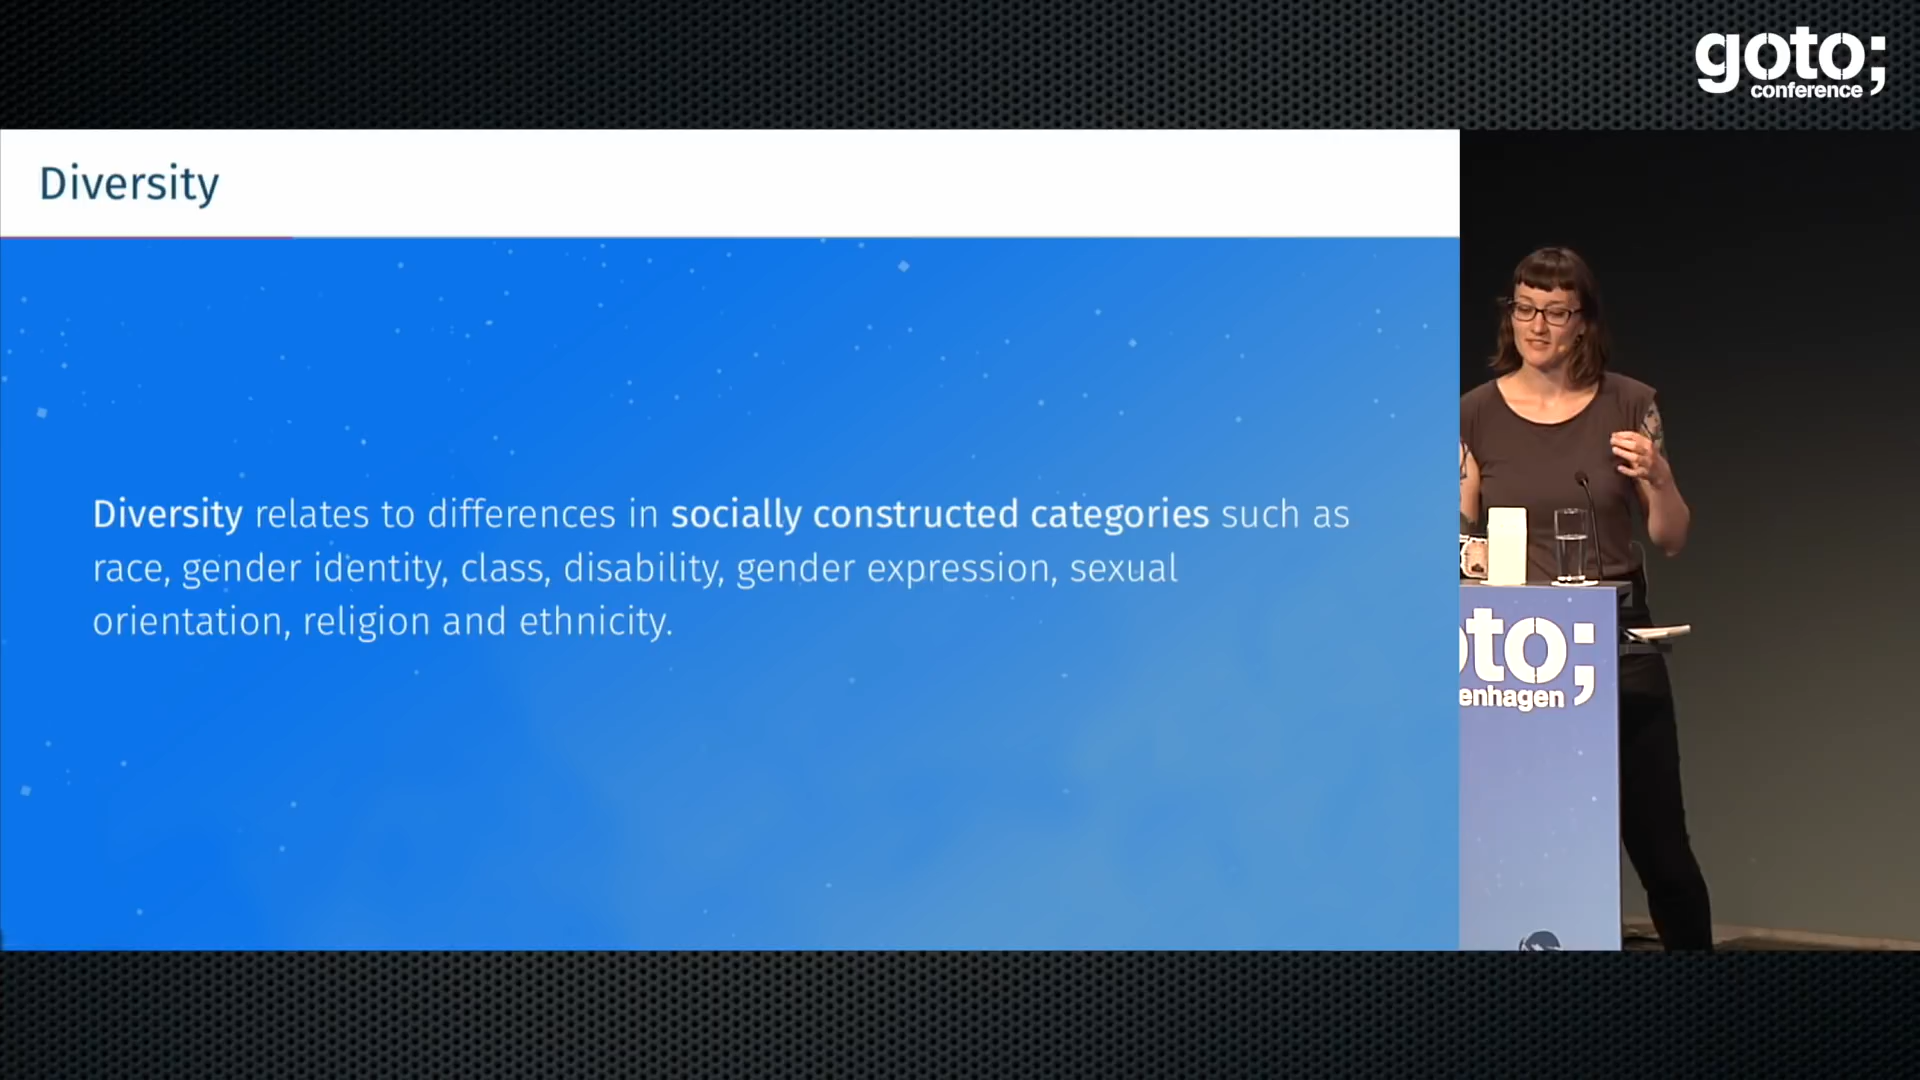 goto;
conference
Diversity
Diversity relates to differences in socially constructed categories such as
race, gender identity, class, disability, gender expression, sexual
orientation, religion and ethnicity.
oto;
enhagen